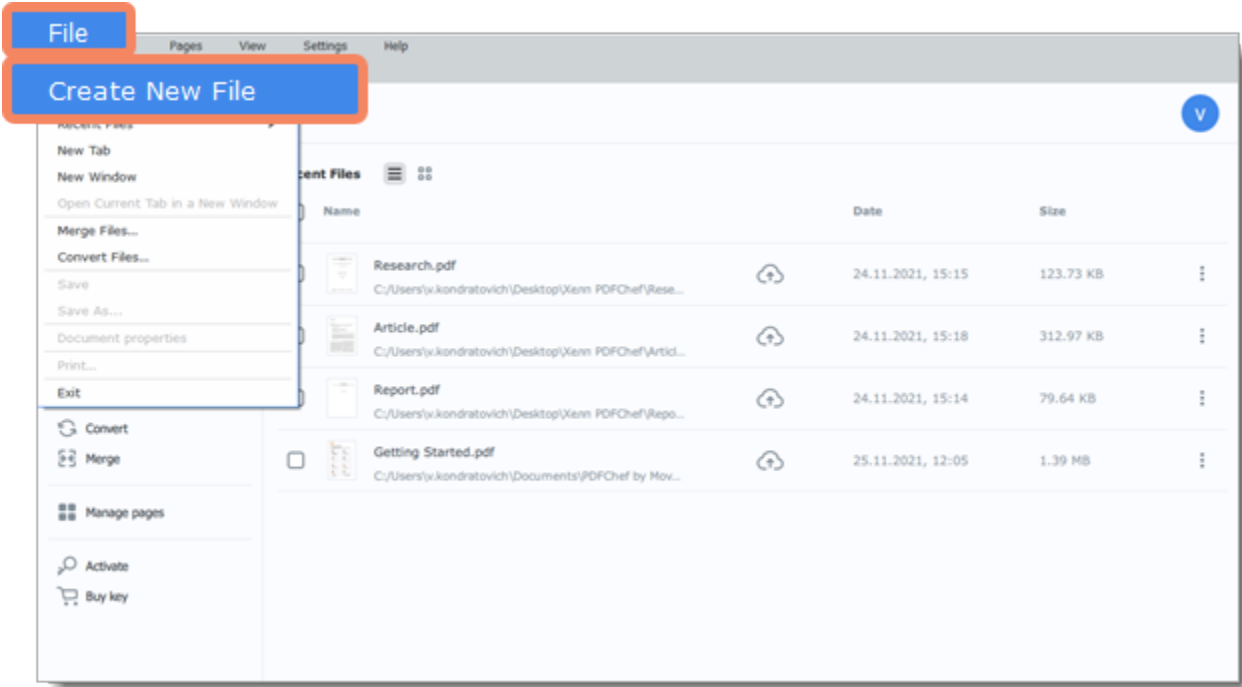 File
Pages View Settings Help
Create New File
Recent Files
New Tab
New Window
Open Current Tab in a New Window
Merge Files...
Convert Files...
Save
Save As...
Document properties
Print...
Exit
Convert
Merge
Manage pages
Activate
Buy key
V
cent Files
Name Date Size
Research.pdf
C:/Users\v.kondratovich\Desktop\Xenn PDFChef\Rese...
24.11.2021, 15:15 123.73 KB
Article.pdf
C:/Users\v.kondratovich\Desktop\Xenn PDFChef\Articl...
24.11.2021, 15:18 312.97 KB
Report.pdf
C:/Users\v.kondratovich\Desktop\Xenn PDFChef\Repo...
24.11.2021, 15:14 79.64 KB
Getting Started.pdf
C:/Users\v.kondratovich\Documents\PDFChef by Mov...
25.11.2021, 12:05 1.39 MB